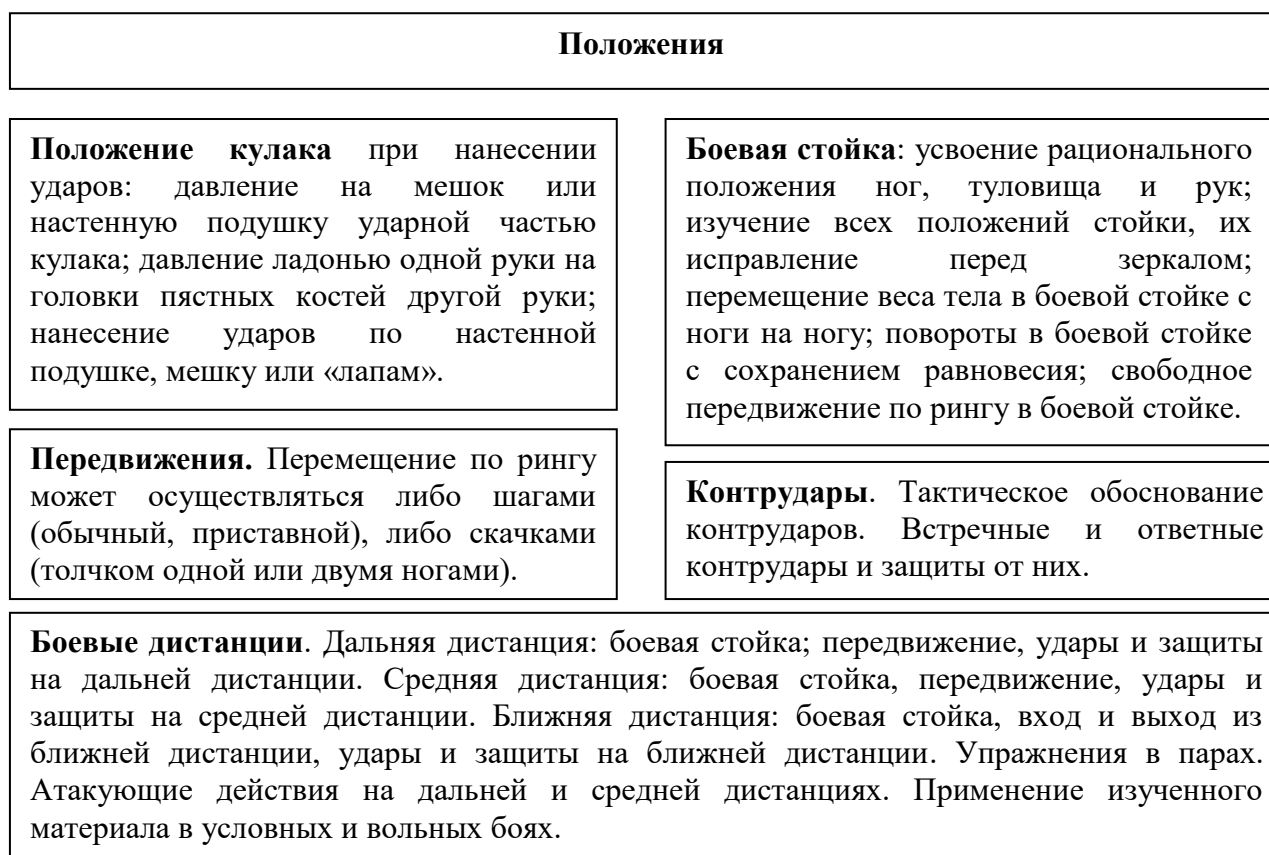 Положения
Положение кулака при нанесении
ударов: давление на мешок или
настенную подушку ударной частью
кулака; давление ладонью одной руки на
головки пястных костей другой руки;
нанесение ударов по настенной
подушке, мешку или «лапам».
Боевая стойка: усвоение рационального
положения ног, туловища и рук;
изучение всех положений стойки, их
исправление перед зеркалом;
перемещение веса тела в боевой стойке с
ноги на ногу; повороты в боевой стойке
с сохранением равновесия; свободное
передвижение по рингу в боевой стойке.
Передвижения. Перемещение по рингу
может осуществляться либо шагами
(обычный, приставной), либо скачками
(толчком одной или двумя ногами).
Контрудары. Тактическое обоснование
контрударов. Встречные и ответные
контрудары и защиты от них.
Боевые дистанции. Дальняя дистанция: боевая стойка; передвижение, удары и защиты
на дальней дистанции. Средняя дистанция: боевая стойка, передвижение, удары и
защиты на средней дистанции. Ближняя дистанция: боевая стойка, вход и выход из
ближней дистанции, удары и защиты на ближней дистанции. Упражнения в парах.
Атакующие действия на дальней и средней дистанциях. Применение изученного
материала в условных и вольных боях.